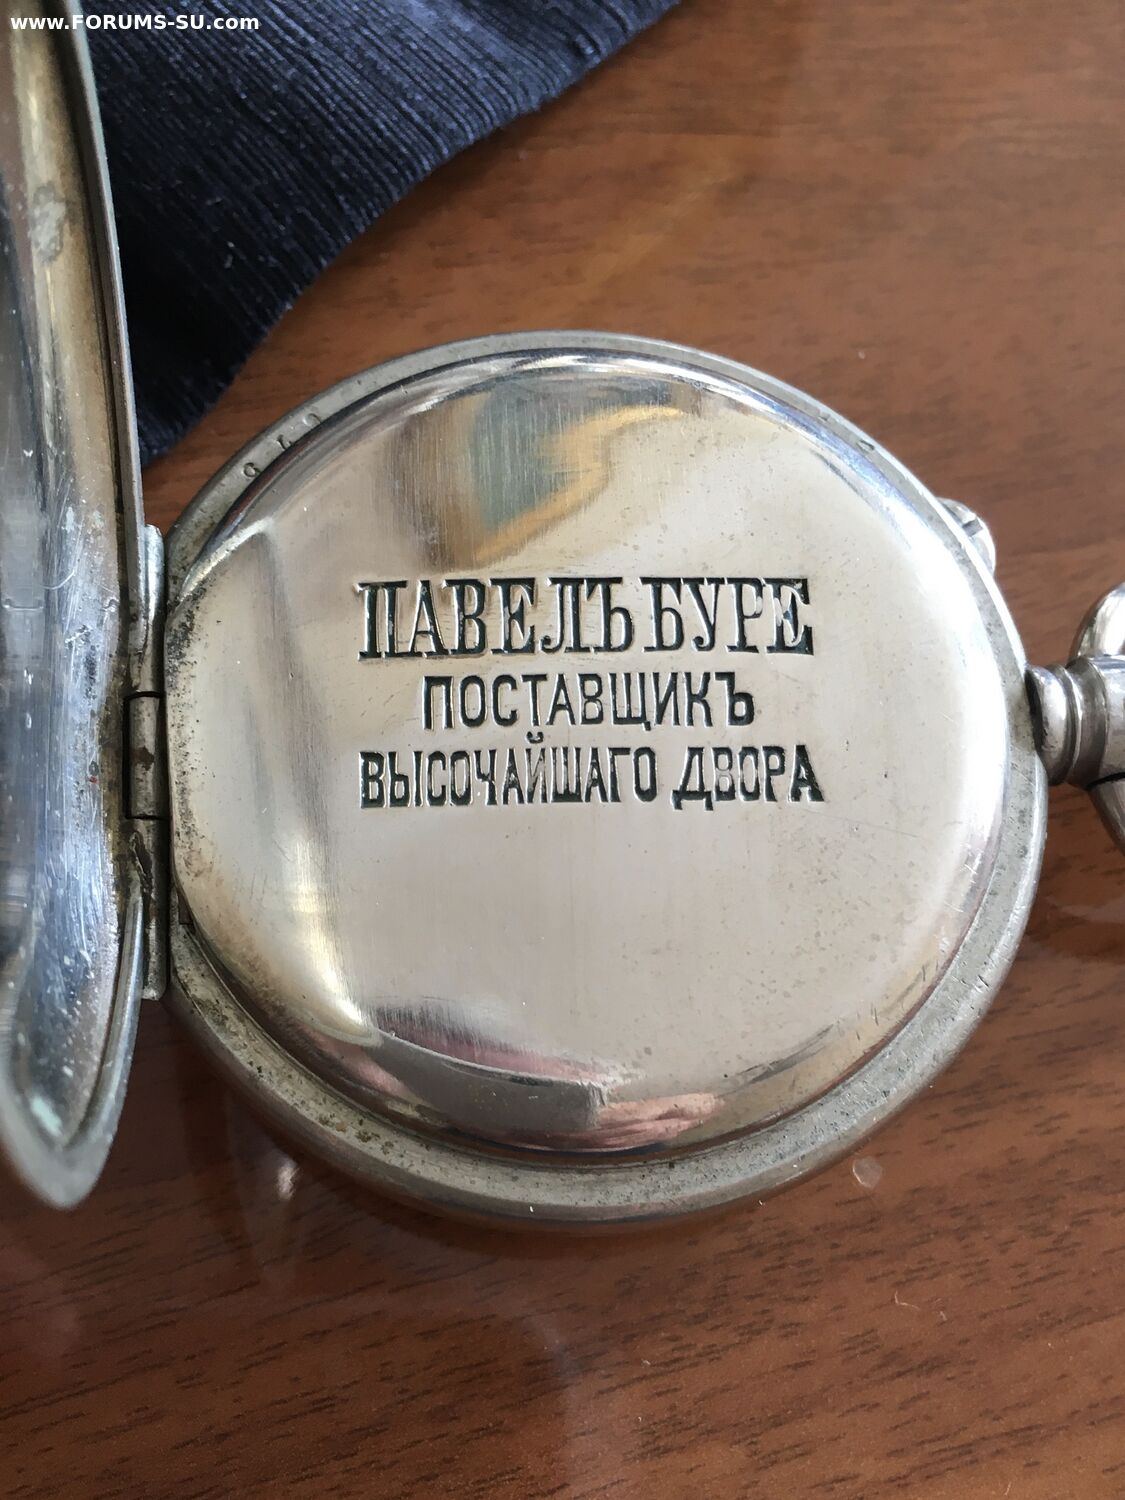 www.FORUMS-SU.com
ПАВЕЛЪ БУРЕ
ПОСТАВЩИКЪ
ВЫСОЧАЙШАГО ДВОРА